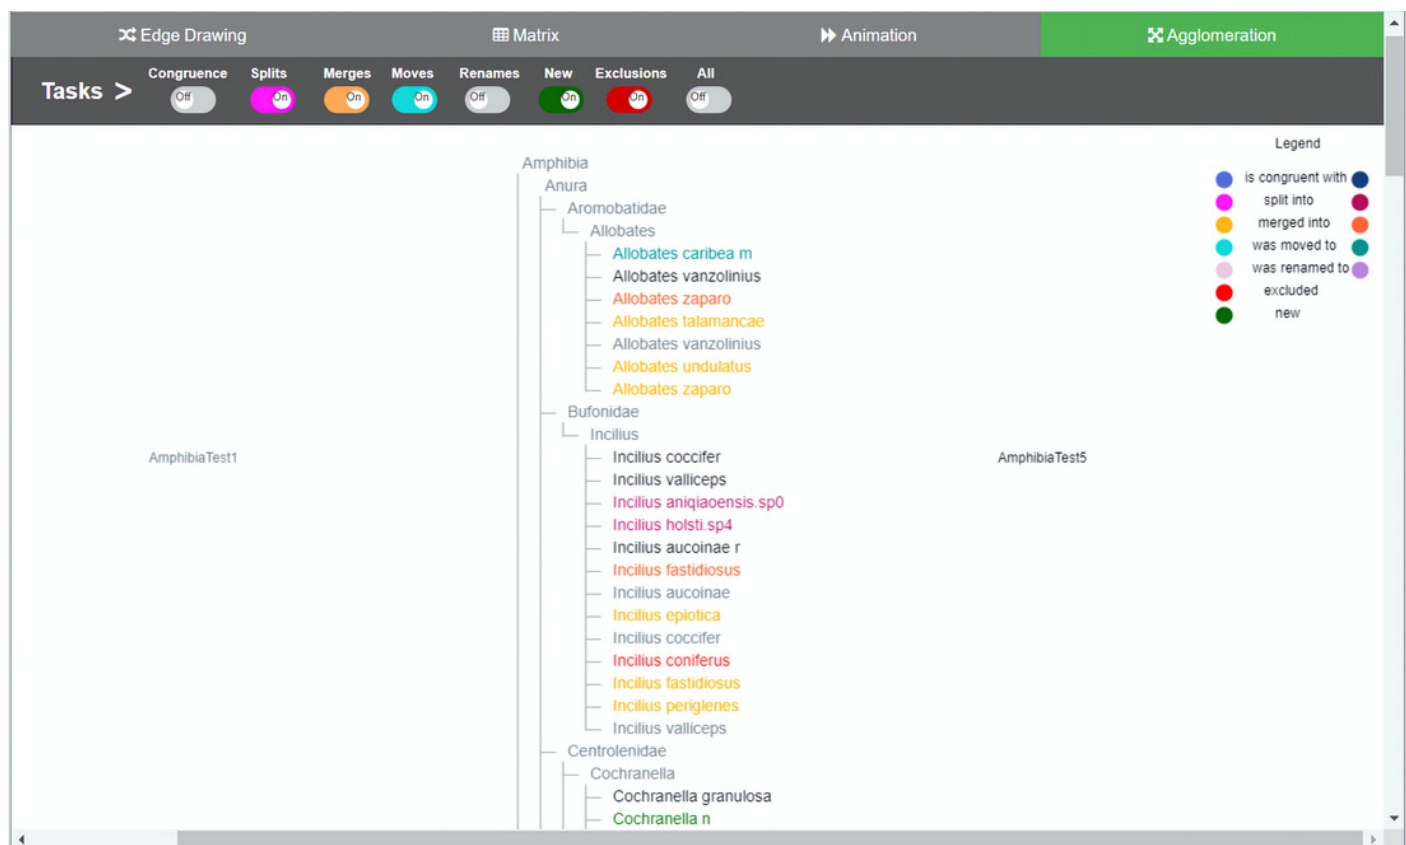 Edge Drawing Matrix Animation Agglomeration
Tasks > Congruence Splits Merges Moves Renames New Exclusions All
Off On On On Off On On Off
Legend
is congruent with
split into
merged into
was moved to
was renamed to
excluded
new
Amphibia
Anura
Aromobatidae
Allobates
Allobates caribea m
Allobates vanzolinius
Allobates zaparo
Allobates talamancae
Allobates vanzolinius
Allobates undulatus
Allobates zaparo
Bufonidae
Incilius
AmphibiaTest1
Incilius coccifer
AmphibiaTest5
Incilius valliceps
Incilius aniqiaoensis.sp0
Incilius holsti.sp4
Incilius aucoinae r
Incilius fastidiosus
Incilius aucoinae
Incilius epiotica
Incilius coccifer
Incilius coniferus
Incilius fastidiosus
Incilius periglenes
Incilius valliceps
Centrolenidae
Cochranella
Cochranella granulosa
Cochranella n